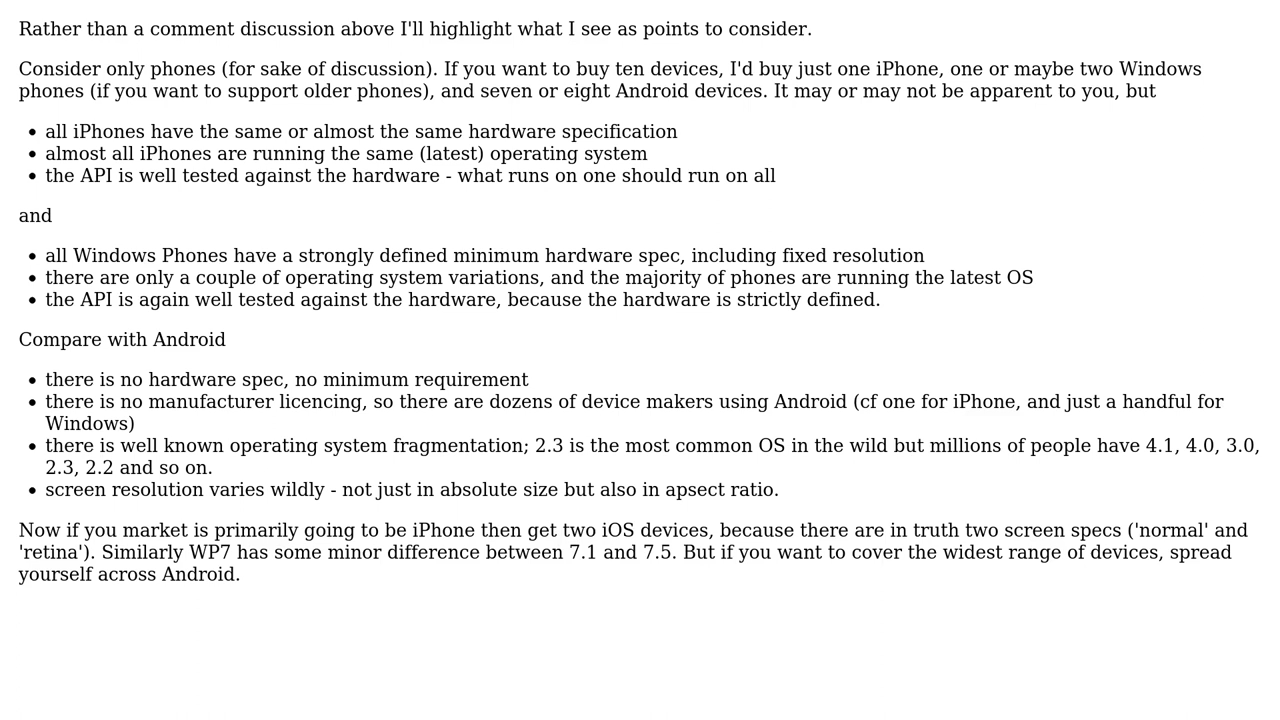 Rather than a comment discussion above I'll highlight what I see as points to consider.
Consider only phones (for sake of discussion). If you want to buy ten devices, I'd buy just one iPhone, one or maybe two Windows
phones (if you want to support older phones), and seven or eight Android devices. It may or may not be apparent to you, but
• all iPhones have the same or almost the same hardware specification
• almost all iPhones are running the same (latest) operating system
• the API is well tested against the hardware - what runs on one should run on all
and
• all Windows Phones have a strongly defined minimum hardware spec, including fixed resolution
• there are only a couple of operating system variations, and the majority of phones are running the latest OS
• the API is again well tested against the hardware, because the hardware is strictly defined.
Compare with Android
• there is no hardware spec, no minimum requirement
• there is no manufacturer licencing, so there are dozens of device makers using Android (cf one for iPhone, and just a handful for
Windows)
• there is well known operating system fragmentation; 2.3 is the most common OS in the wild but millions of people have 4.1, 4.0, 3.0,
2.3, 2.2 and so on.
• screen resolution varies wildly - not just in absolute size but also in apsect ratio.
Now if you market is primarily going to be iPhone then get two iOS devices, because there are in truth two screen specs ('normal' and
'retina'). Similarly WP7 has some minor difference between 7.1 and 7.5. But if you want to cover the widest range of devices, spread
yourself across Android.